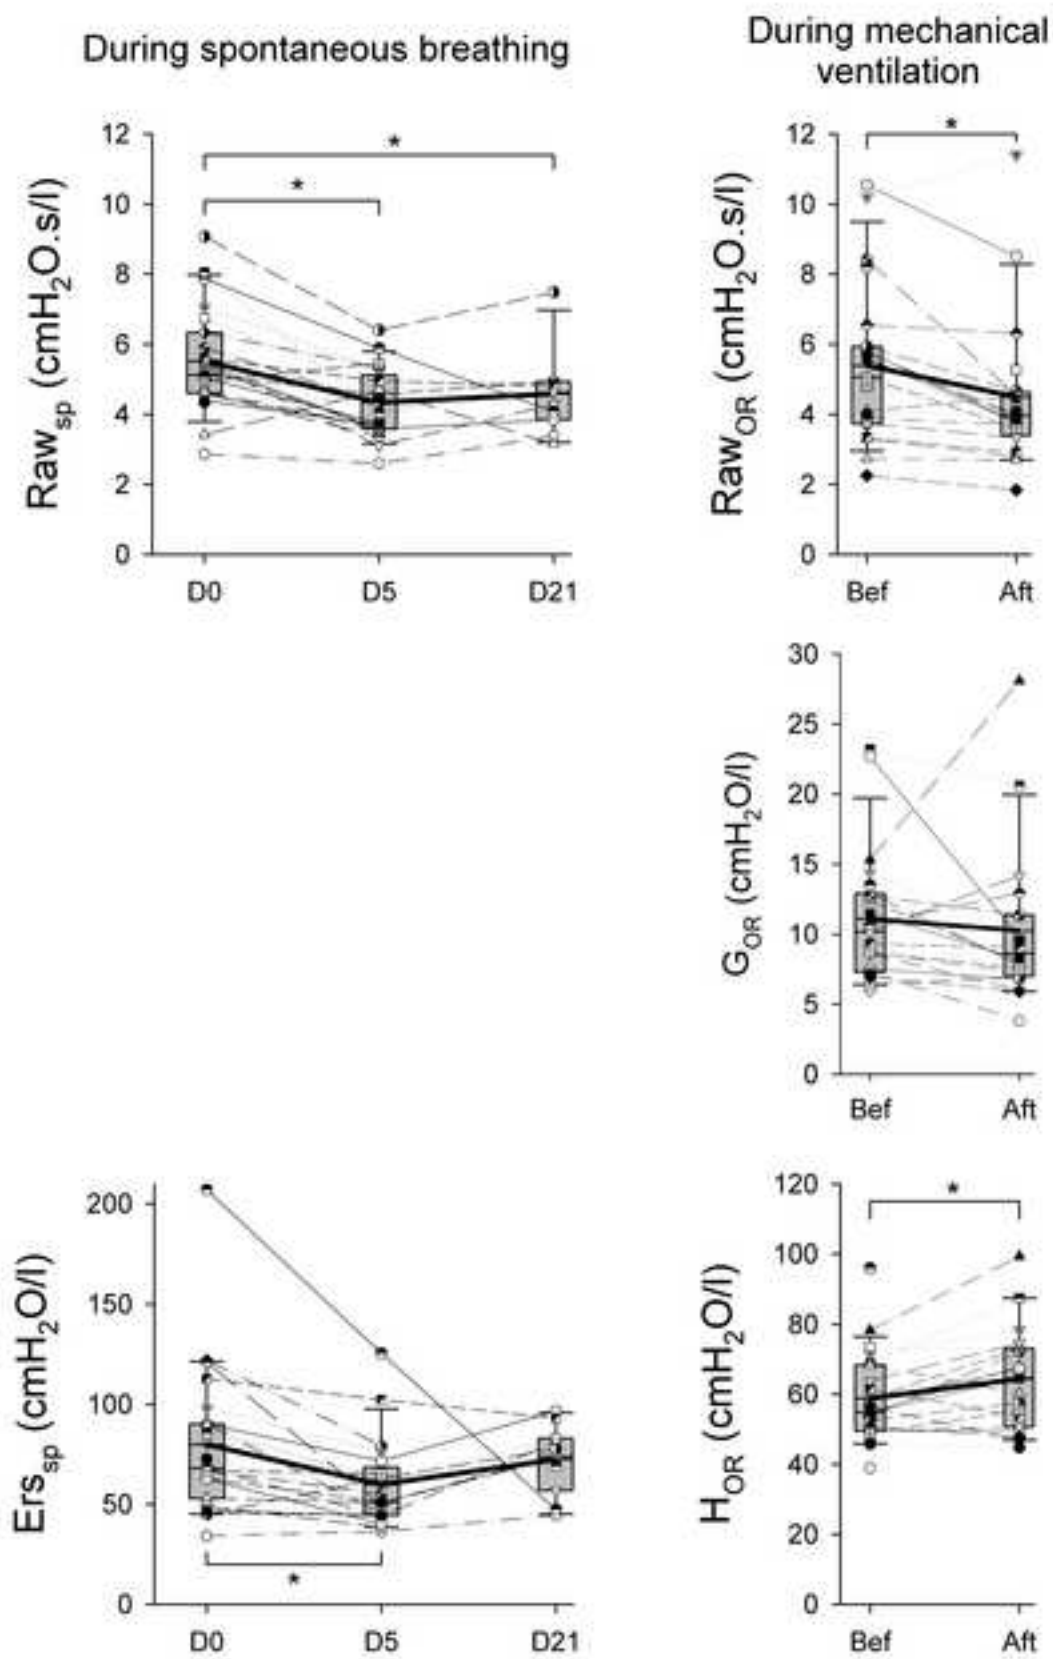 During spontaneous breathing
During mechanical
ventilation
Raw_sp (cmH₂O.s/l)
12
10
8
6
4
2
0
D0 D5 D21
*
*
Raw_OR (cmH₂O.s/l)
12
10
8
6
4
2
0
Bef Aft
*
G_OR (cmH₂O/l)
30
25
20
15
10
5
0
Bef Aft
Ers_sp (cmH₂O/l)
200
150
100
50
0
D0 D5 D21
*
H_OR (cmH₂O/l)
120
100
80
60
40
20
0
Bef Aft
*